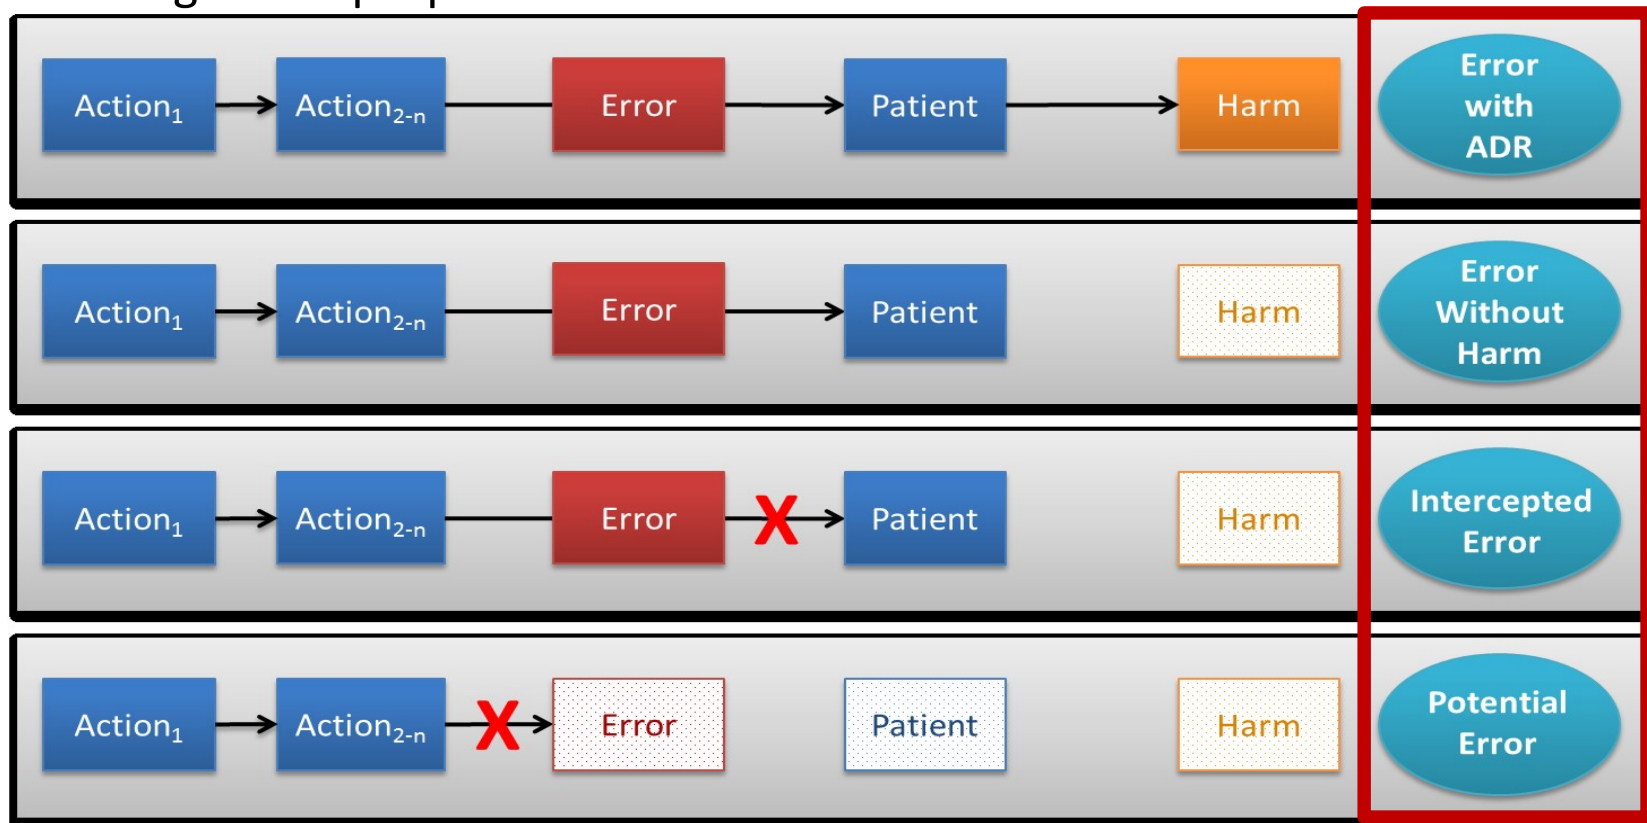 Action₁ Action₂₋ₙ Error Patient Harm
Error
with
ADR
Action₁ Action₂₋ₙ Error Patient Harm
Error
Without
Harm
Action₁ Action₂₋ₙ Error X Patient Harm
Intercepted
Error
Action₁ Action₂₋ₙ X Error Patient Harm
Potential
Error